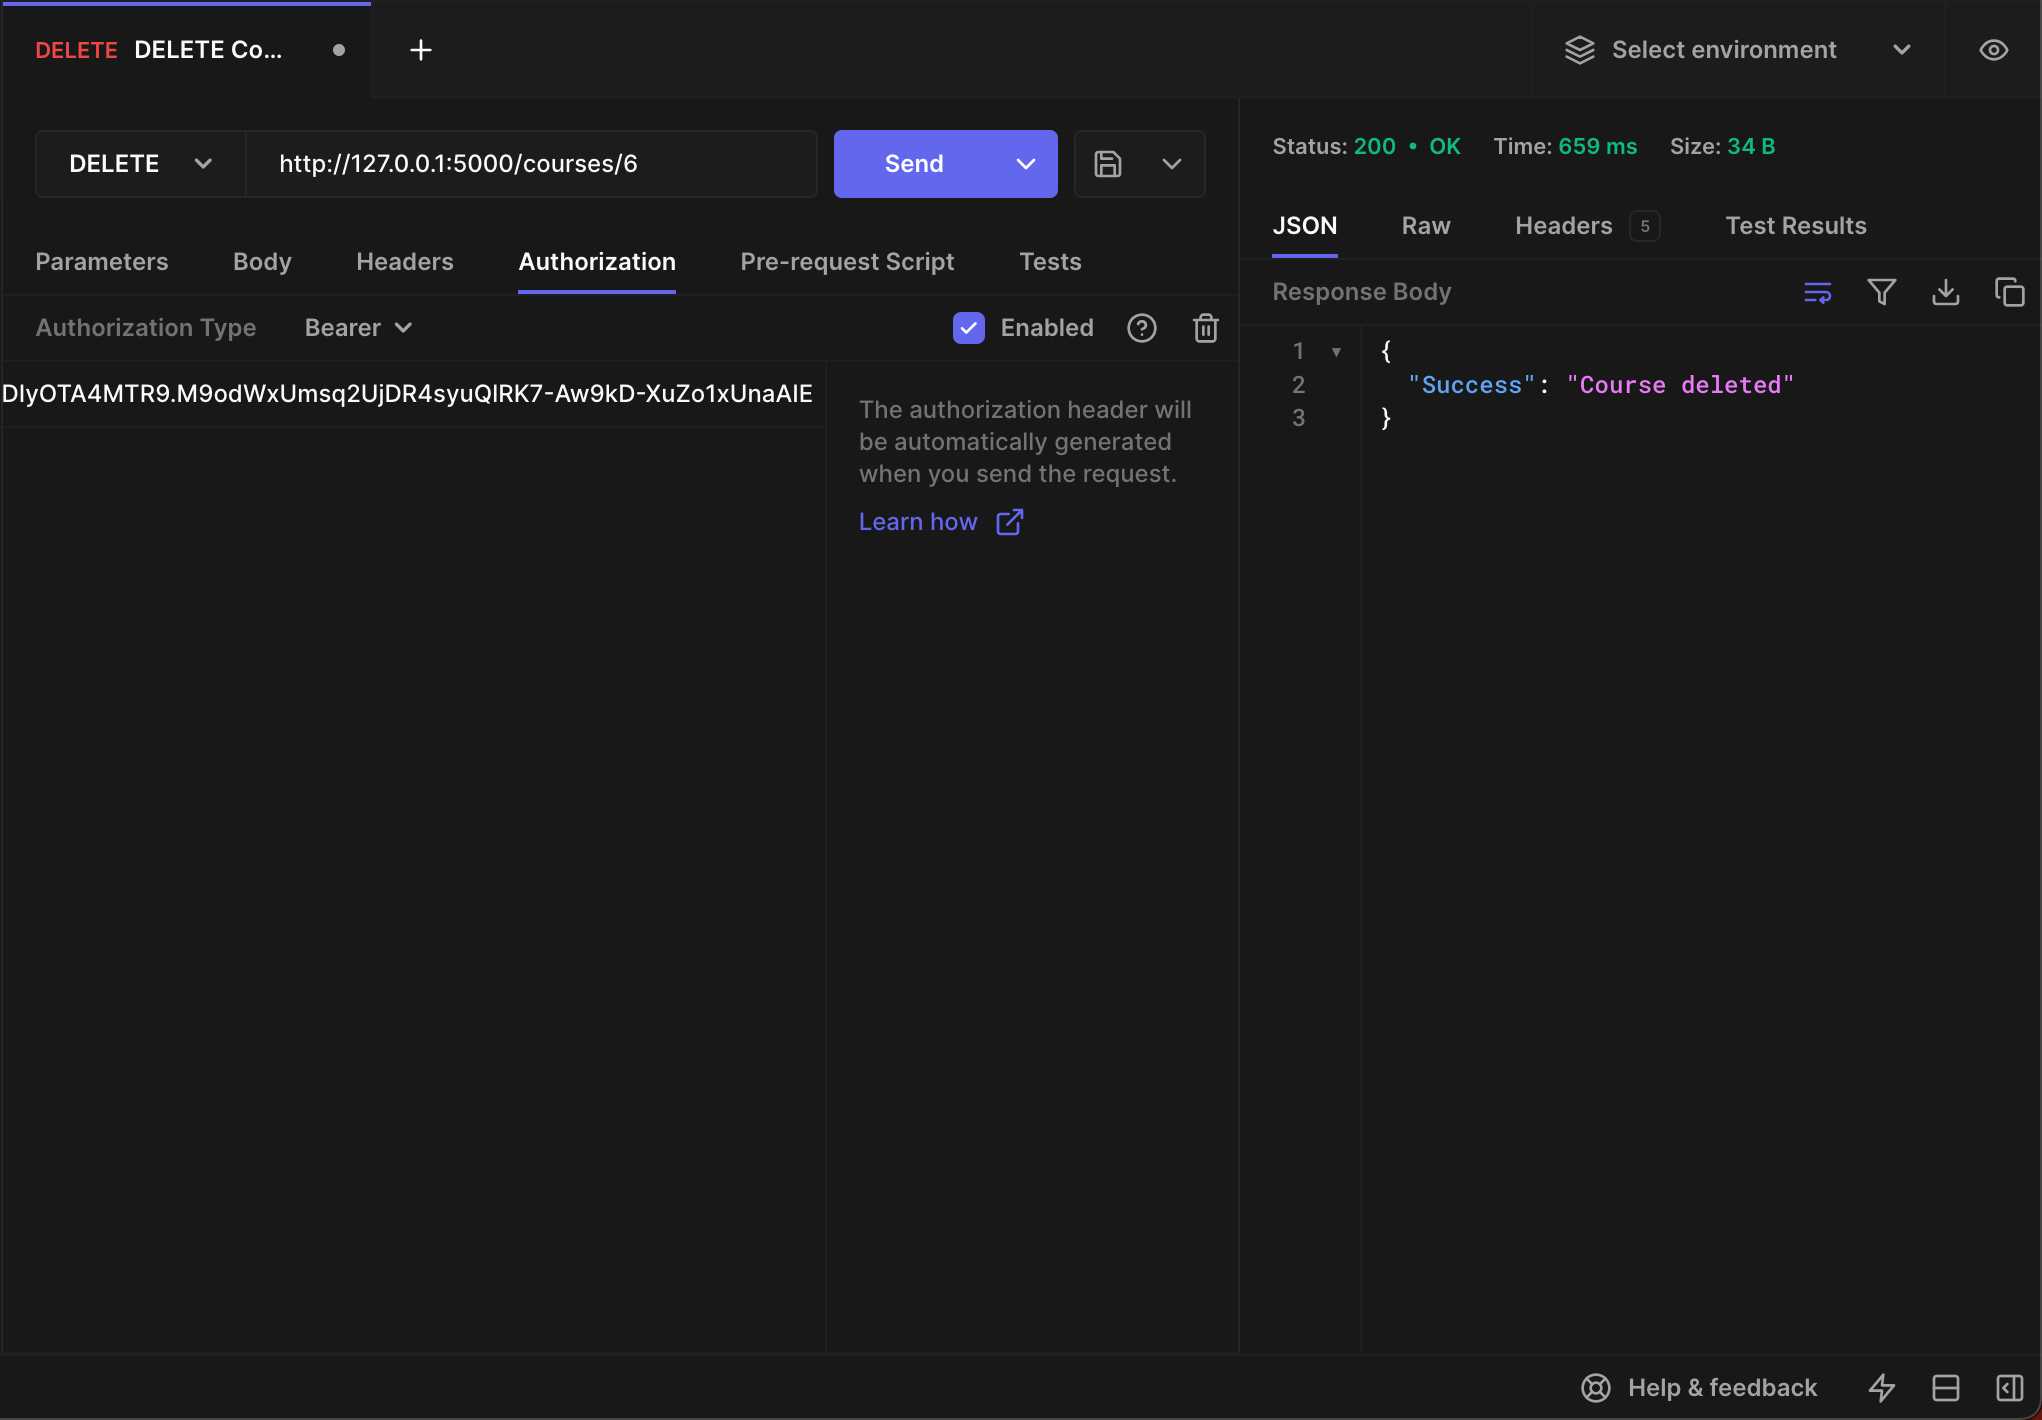 DELETE DELETE Co...
Select environment
DELETE http://127.0.0.1:5000/courses/6 Send
Parameters Body Headers Authorization Pre-request Script Tests
Authorization Type Bearer Enabled
DIyOTA4MTR9.M9odWxUmsq2UjDR4syuQIRK7-Aw9kD-XuZo1xUnaAIE
The authorization header will
be automatically generated
when you send the request.
Learn how
Status: 200 • OK Time: 659 ms Size: 34 B
JSON Raw Headers 5 Test Results
Response Body
1 {
2 "Success": "Course deleted"
3 }
Help & feedback